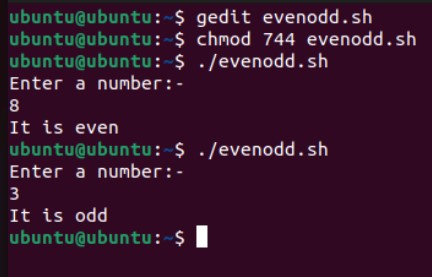 ubuntu@ubuntu:~$ gedit evenodd.sh
ubuntu@ubuntu:~$ chmod 744 evenodd.sh
ubuntu@ubuntu:~$ ./evenodd.sh
Enter a number:-
8
It is even
ubuntu@ubuntu:~$ ./evenodd.sh
Enter a number:-
3
It is odd
ubuntu@ubuntu:~$